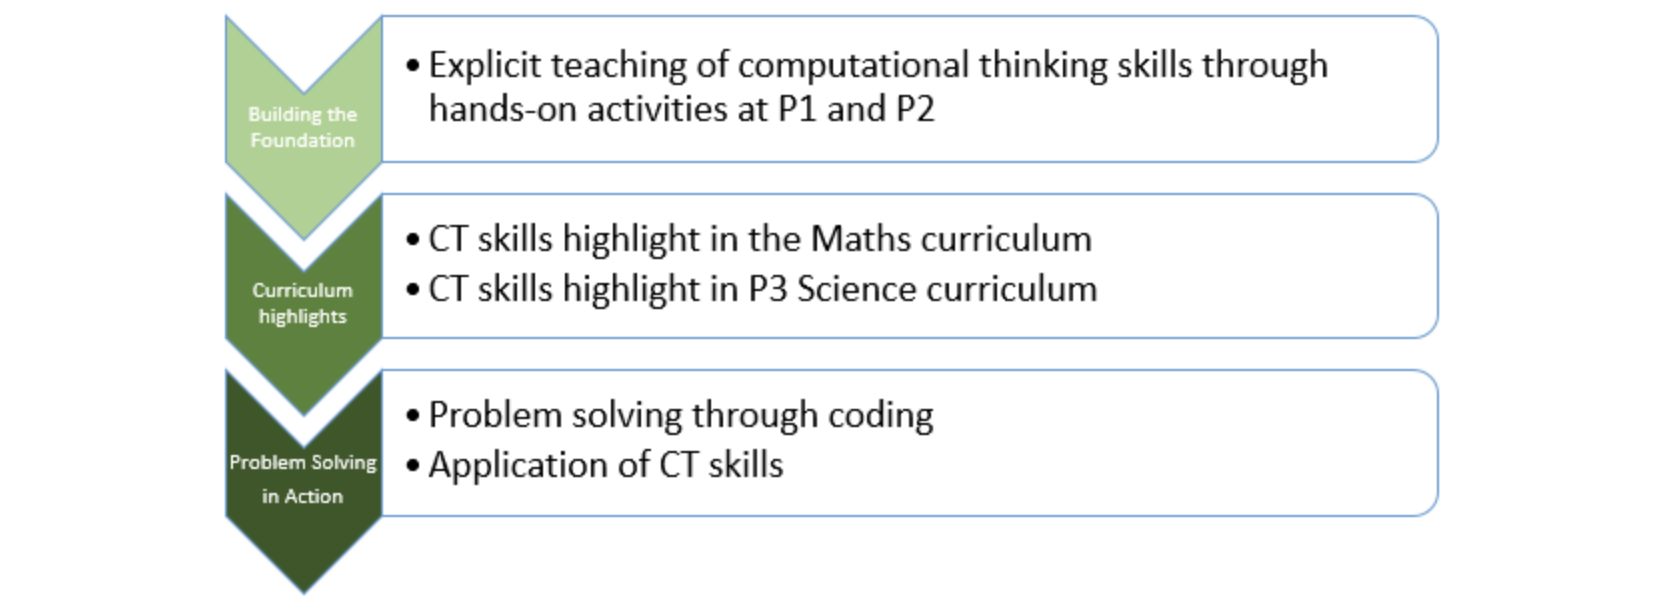 Building the
Foundation
• Explicit teaching of computational thinking skills through
hands-on activities at P1 and P2
Curriculum
highlights
• CT skills highlight in the Maths curriculum
• CT skills highlight in P3 Science curriculum
Problem Solving
in Action
• Problem solving through coding
• Application of CT skills